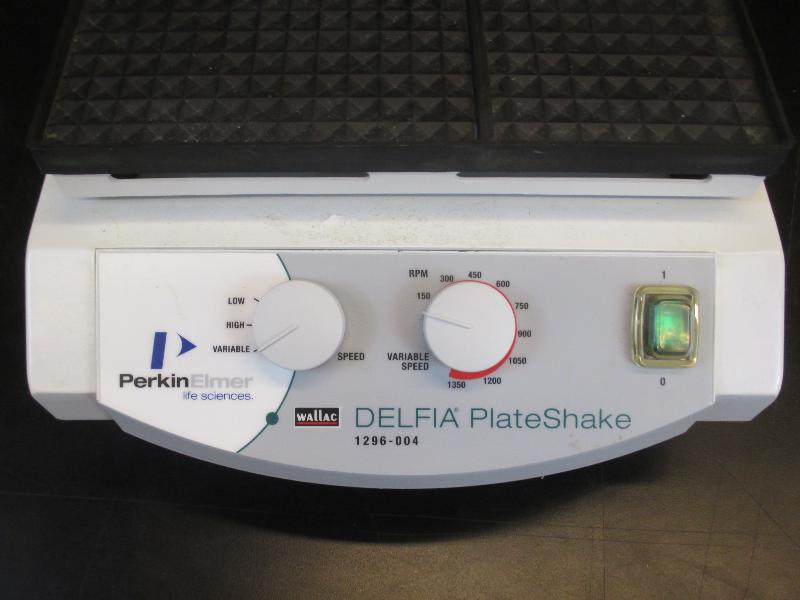 LOW
HIGH
VARIABLE
SPEED
PerkinElmer
life sciences.
RPM
150
300
450
600
750
900
1050
1200
1350
VARIABLE
SPEED
1
0
WALLAC
DELFIA® PlateShake
1296-004